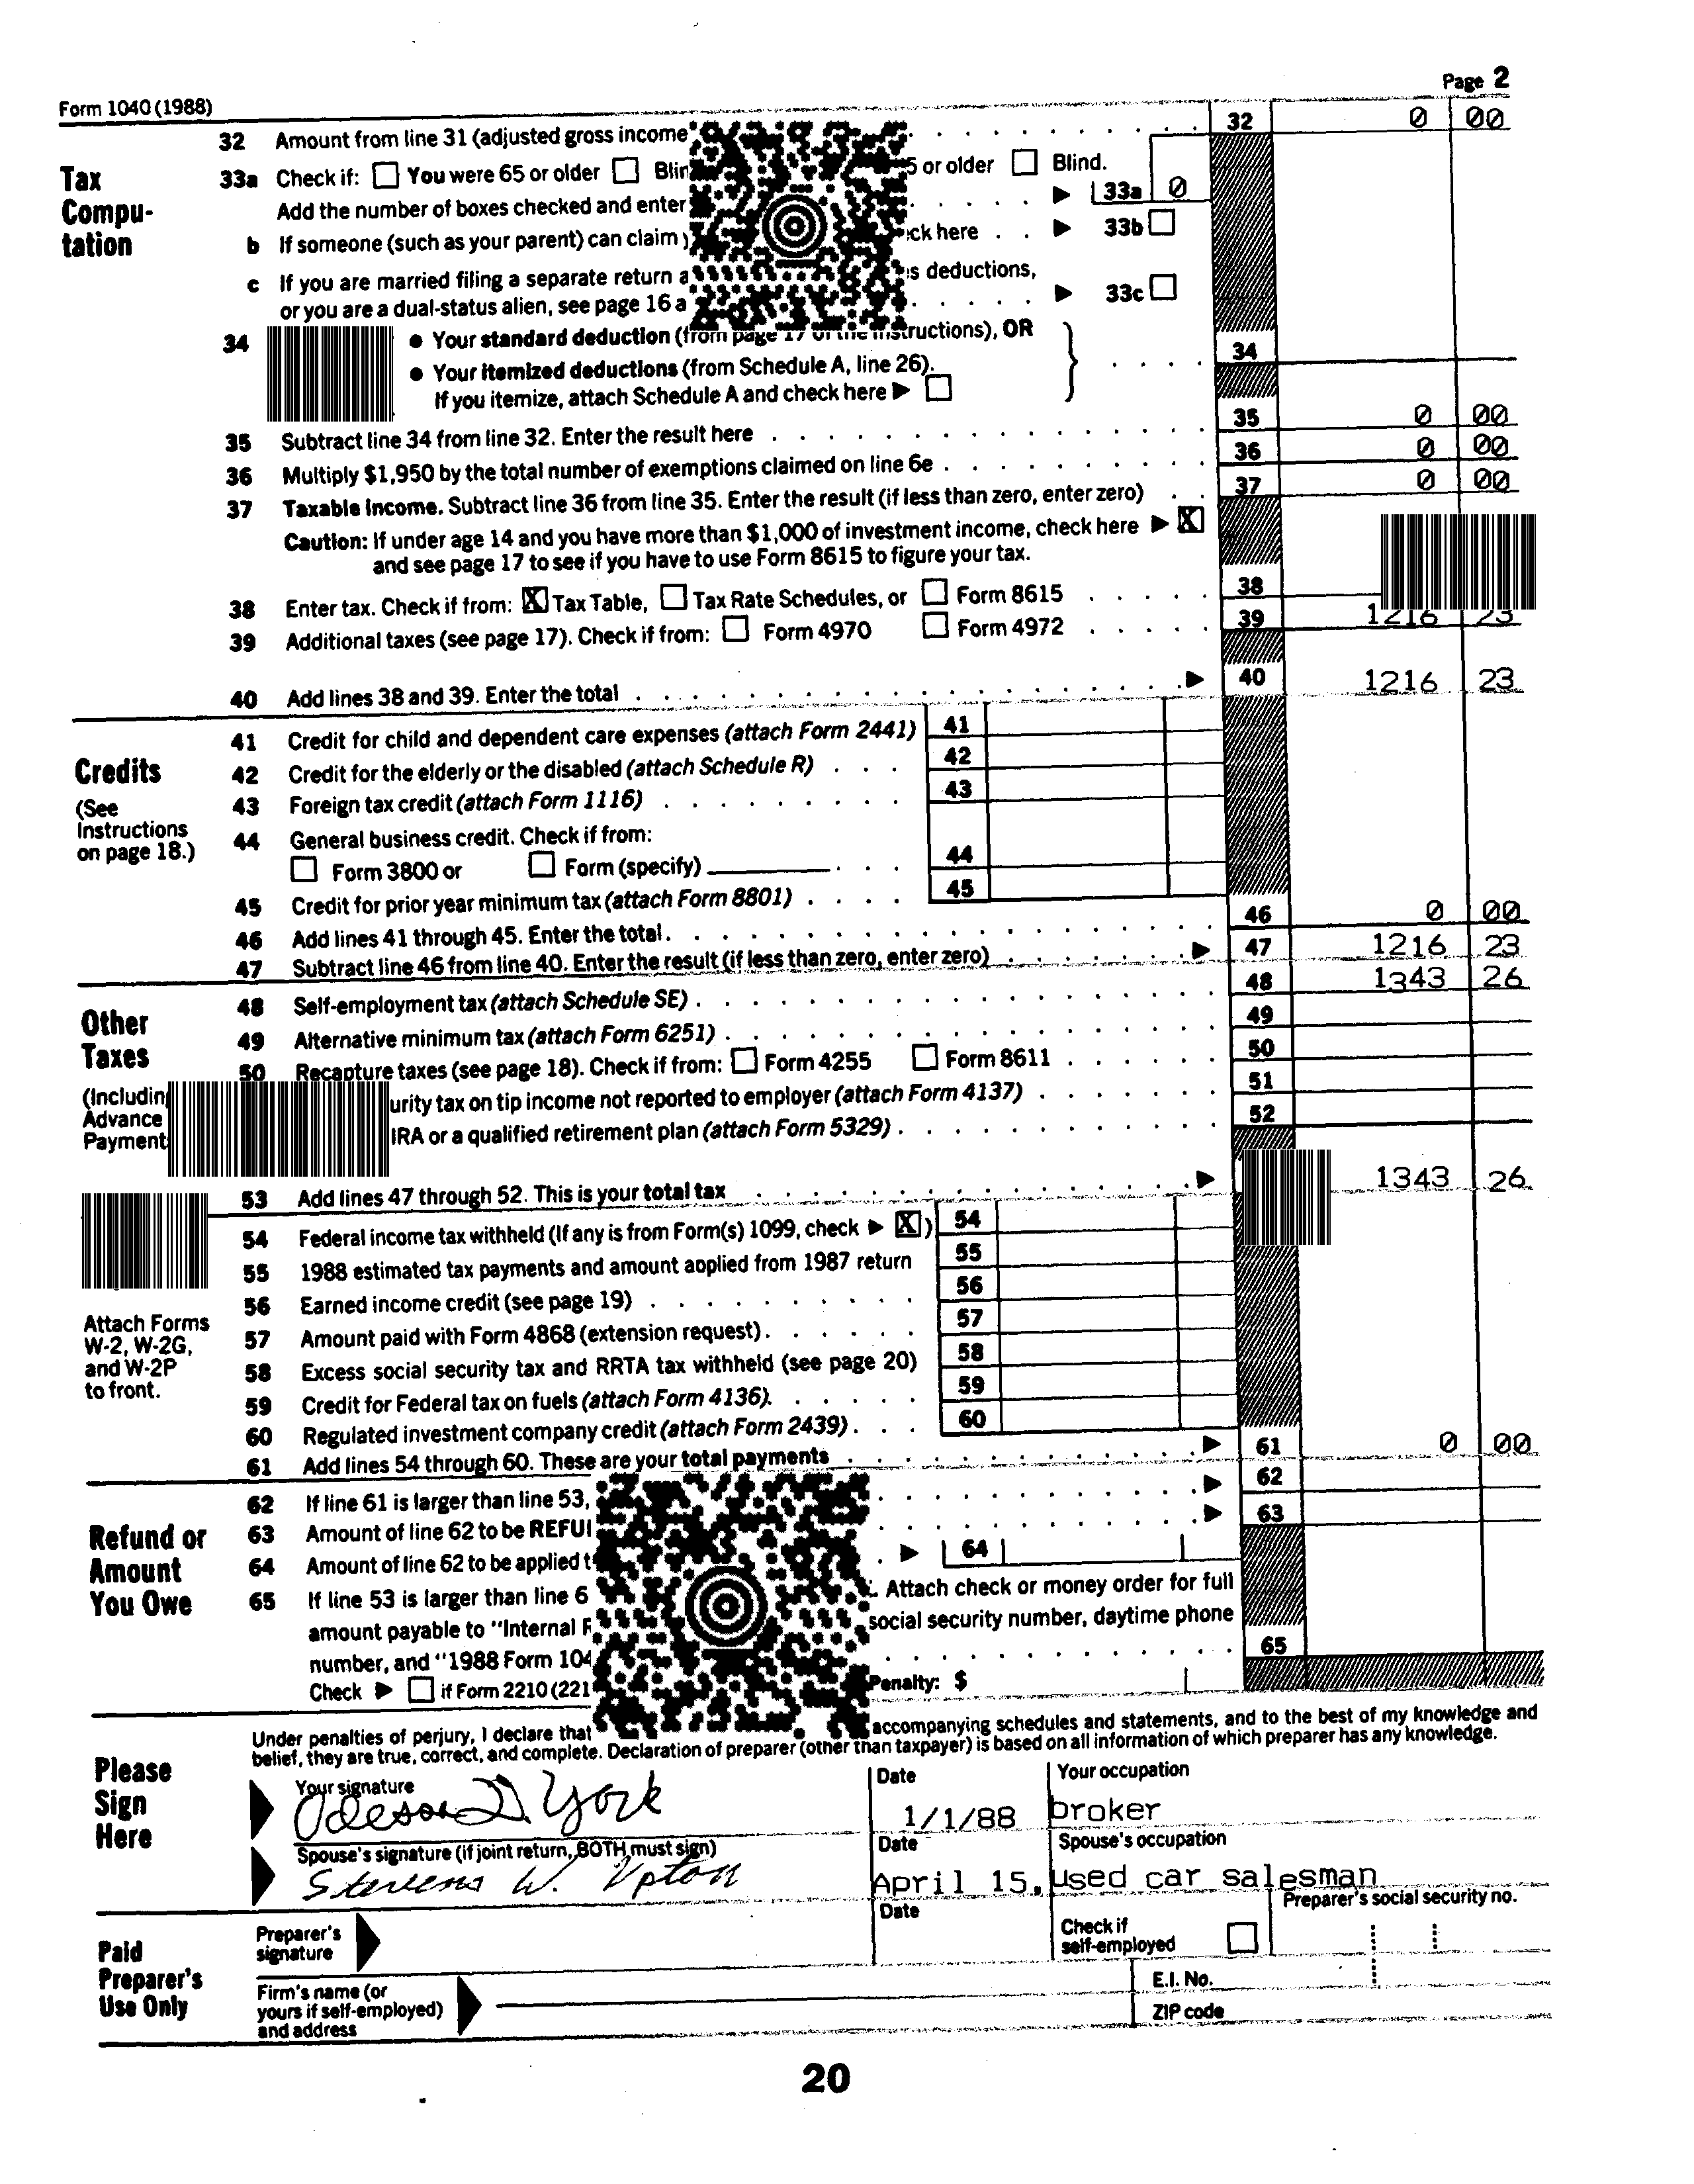 Form 1040 (1988) Page 2
Tax Computation
32 Amount from line 31 (adjusted gross income 32 0 00
33a Check if: You were 65 or older Blin 5 or older Blind.
Add the number of boxes checked and enter 33a 0
b If someone (such as your parent) can claim ck here 33b
c If you are married filing a separate return a s deductions,
or you are a dual-status alien, see page 16 a 33c
34 • Your standard deduction (from page 17 of the instructions), OR 34
• Your itemized deductions (from Schedule A, line 26).
If you itemize, attach Schedule A and check here ▶
35 Subtract line 34 from line 32. Enter the result here 35 0 00
36 Multiply $1,950 by the total number of exemptions claimed on line 6e 36 0 00
37 Taxable income. Subtract line 36 from line 35. Enter the result (if less than zero, enter zero) 37 0 00
Caution: If under age 14 and you have more than $1,000 of investment income, check here ▶ X
and see page 17 to see if you have to use Form 8615 to figure your tax.
38 Enter tax. Check if from: X Tax Table, Tax Rate Schedules, or Form 8615 38
39 Additional taxes (see page 17). Check if from: Form 4970 Form 4972 39 1216 23
40 Add lines 38 and 39. Enter the total ▶ 40 1216 23
Credits
(See Instructions on page 18.)
41 Credit for child and dependent care expenses (attach Form 2441) 41
42 Credit for the elderly or the disabled (attach Schedule R) 42
43 Foreign tax credit (attach Form 1116) 43
44 General business credit. Check if from:
Form 3800 or Form (specify) 44
45 Credit for prior year minimum tax (attach Form 8801) 45
46 Add lines 41 through 45. Enter the total 46 0 00
47 Subtract line 46 from line 40. Enter the result (if less than zero, enter zero) ▶ 47 1216 23
Other Taxes
(Including Advance Payment
48 Self-employment tax (attach Schedule SE) 48 1343 26
49 Alternative minimum tax (attach Form 6251) 49
50 Recapture taxes (see page 18). Check if from: Form 4255 Form 8611 50
urity tax on tip income not reported to employer (attach Form 4137) 51
IRA or a qualified retirement plan (attach Form 5329) 52
53 Add lines 47 through 52. This is your total tax ▶ 1343 26
Attach Forms W-2, W-2G, and W-2P to front.
54 Federal income tax withheld (If any is from Form(s) 1099, check ▶ X) 54
55 1988 estimated tax payments and amount applied from 1987 return 55
56 Earned income credit (see page 19) 56
57 Amount paid with Form 4868 (extension request) 57
58 Excess social security tax and RRTA tax withheld (see page 20) 58
59 Credit for Federal tax on fuels (attach Form 4136) 59
60 Regulated investment company credit (attach Form 2439) 60
61 Add lines 54 through 60. These are your total payments ▶ 61 0 00
Refund or Amount You Owe
62 If line 61 is larger than line 53, ▶ 62
63 Amount of line 62 to be REFU ▶ 63
64 Amount of line 62 to be applied t ▶ 64
65 If line 53 is larger than line 6 Attach check or money order for full
amount payable to "Internal social security number, daytime phone
number, and "1988 Form 104 65
Check ▶ if Form 2210 (221 Penalty: $
Please Sign Here
Under penalties of perjury, I declare that accompanying schedules and statements, and to the best of my knowledge and
belief, they are true, correct, and complete. Declaration of preparer (other than taxpayer) is based on all information of which preparer has any knowledge.
Your signature Date Your occupation
Odeson D. York 1/1/88 broker
Spouse's signature (if joint return, BOTH must sign) Date Spouse's occupation
Stevens W. Upton April 15, used car salesman
Paid Preparer's Use Only
Preparer's signature Date Check if self-employed Preparer's social security no.
Firm's name (or yours if self-employed) and address E.I. No.
ZIP code
20